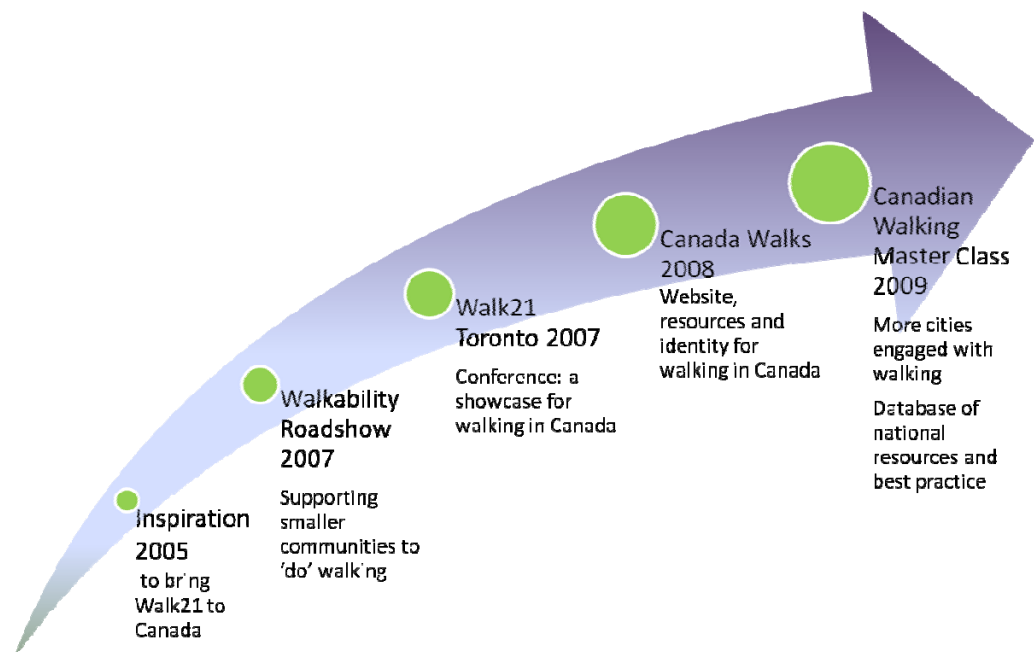 Inspiration
2005
to bring
Walk21 to
Canada
Walkability
Roadshow
2007
Supporting
smaller
communities to
'do' walking
Walk21
Toronto 2007
Conference: a
showcase for
walking in Canada
Canada Walks
2008
Website,
resources and
identity for
walking in Canada
Canadian
Walking
Master Class
2009
More cities
engaged with
walking
Database of
national
resources and
best practice